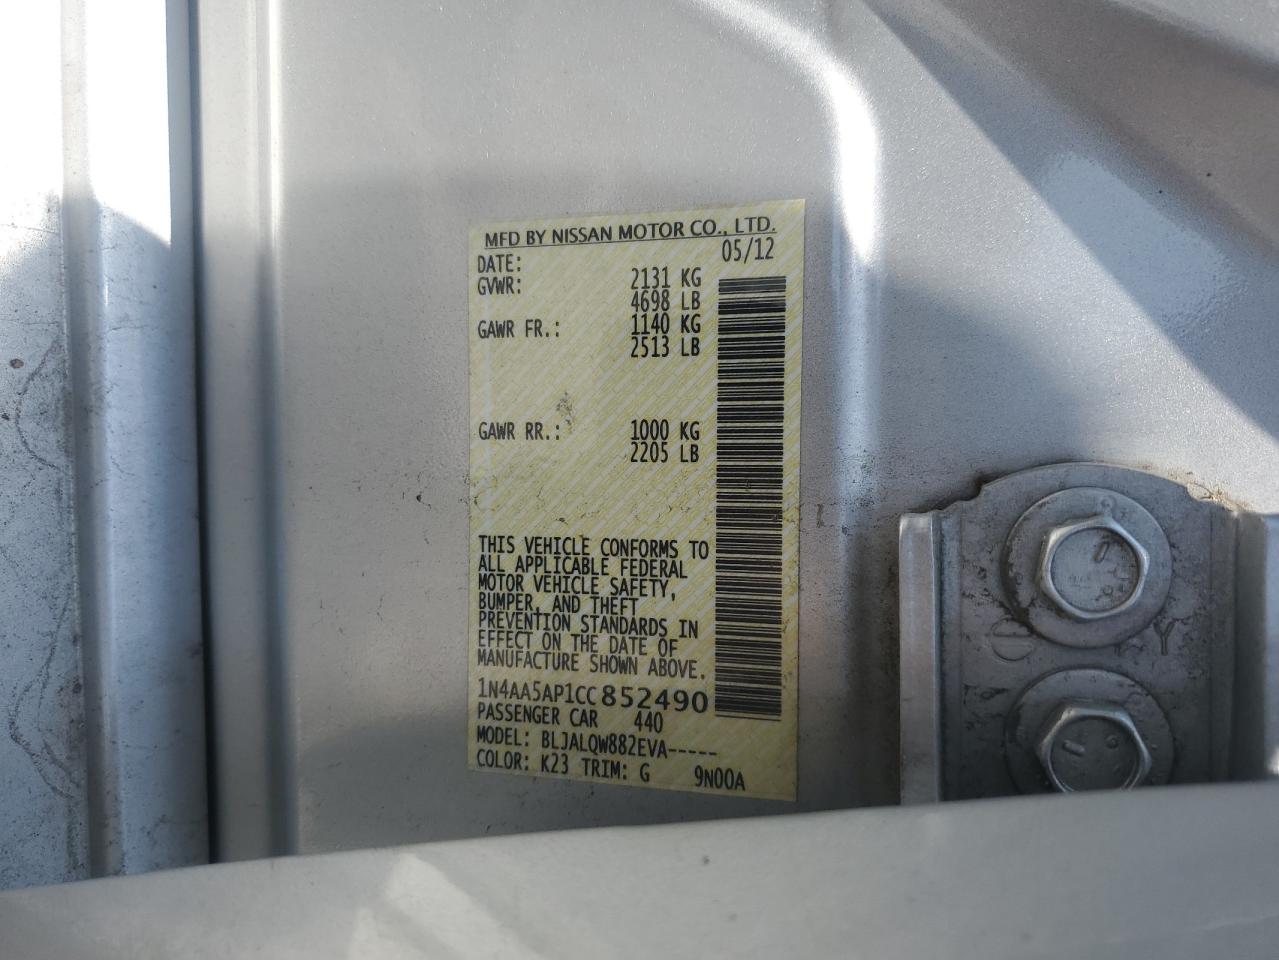 MFD BY NISSAN MOTOR CO., LTD.
DATE: 05/12
GVWR: 2131 KG
4698 LB
GAWR FR.: 1140 KG
2513 LB
GAWR RR.: 1000 KG
2205 LB
THIS VEHICLE CONFORMS TO
ALL APPLICABLE FEDERAL
MOTOR VEHICLE SAFETY,
BUMPER, AND THEFT
PREVENTION STANDARDS IN
EFFECT ON THE DATE OF
MANUFACTURE SHOWN ABOVE.
1N4AA5AP1CC852490
PASSENGER CAR 440
MODEL: BLJALQW882EVA-----
COLOR: K23 TRIM: G 9N00A
Y